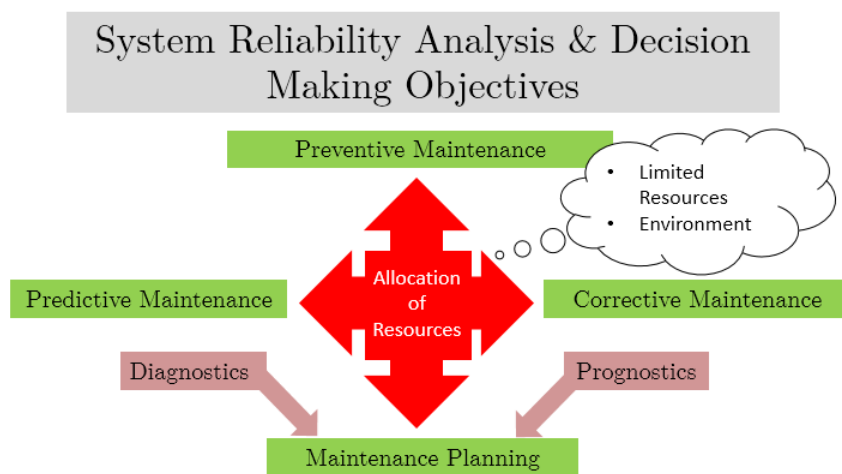 System Reliability Analysis & Decision
Making Objectives
Preventive Maintenance
• Limited
Resources
• Environment
Allocation
of
Resources
Predictive Maintenance
Corrective Maintenance
Diagnostics
Prognostics
Maintenance Planning